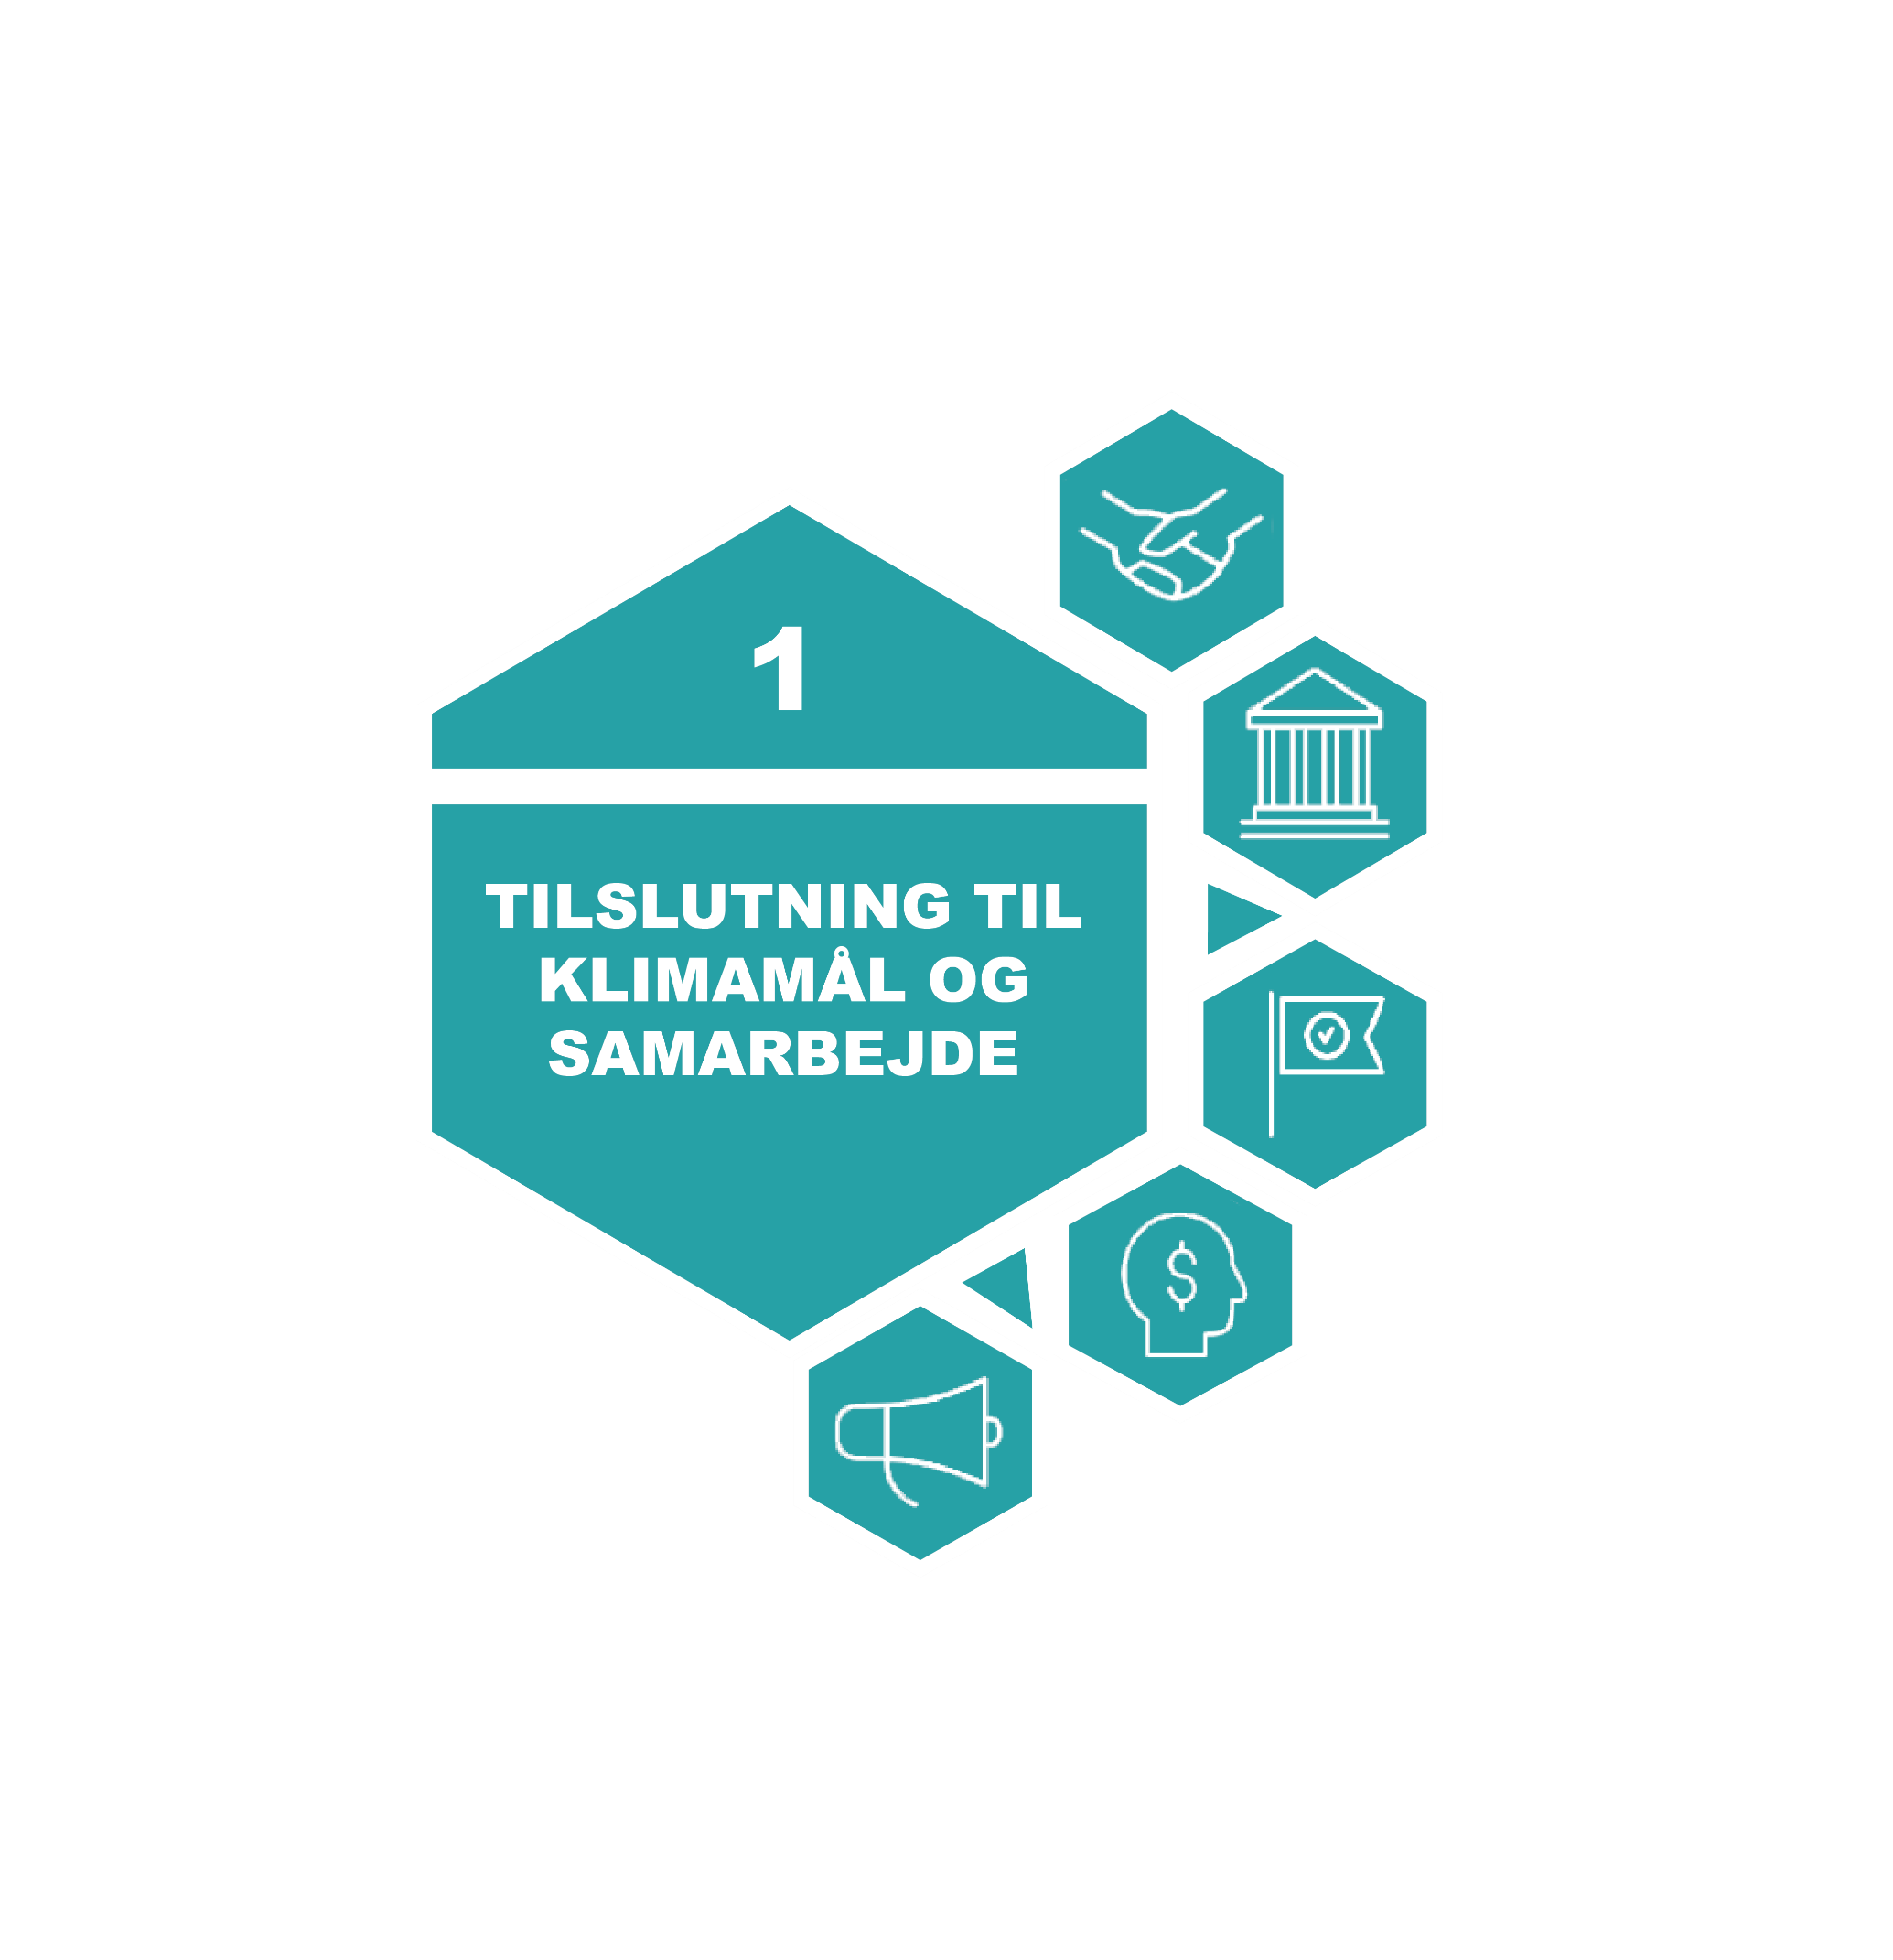 1
TILSLUTNING TIL
KLIMAMÅL OG
SAMARBEJDE
$